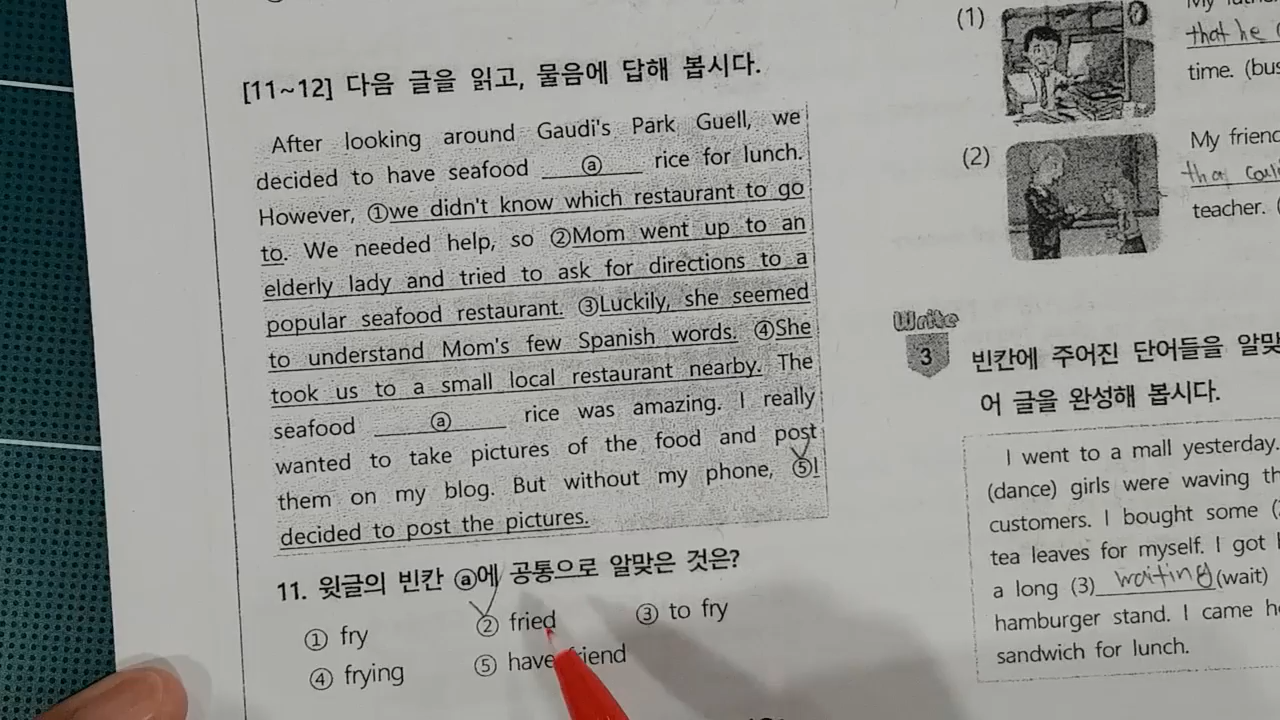 [11~12] 다음 글을 읽고, 물음에 답해 봅시다.
After looking around Gaudi's Park Guell, we
decided to have seafood ____ⓐ____ rice for lunch.
However, ①we didn't know which restaurant to go
to. We needed help, so ②Mom went up to an
elderly lady and tried to ask for directions to a
popular seafood restaurant. ③Luckily, she seemed
to understand Mom's few Spanish words. ④She
took us to a small local restaurant nearby. The
seafood ____ⓐ____ rice was amazing. I really
wanted to take pictures of the food and post
them on my blog. But without my phone, ⑤I
decided to post the pictures.
11. 윗글의 빈칸 ⓐ에 공통으로 알맞은 것은?
① fry ② fried ③ to fry
④ frying ⑤ have
(1)
that he
time.
(2) My
teacher.
Write
3 빈칸에 주어진 단어들을
어 글을 완성해 봅시다.
I went to a mall yesterday.
(dance) girls were waving
customers. I bought some
tea leaves for myself. I got
a long (3) waiting (wait)
hamburger stand. I came
sandwich for lunch.